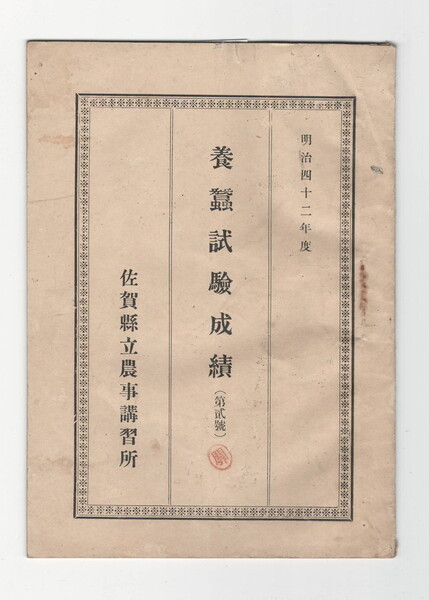 明治四十二年度
養蠶試驗成績（第貳號）
佐賀縣立農事講習所